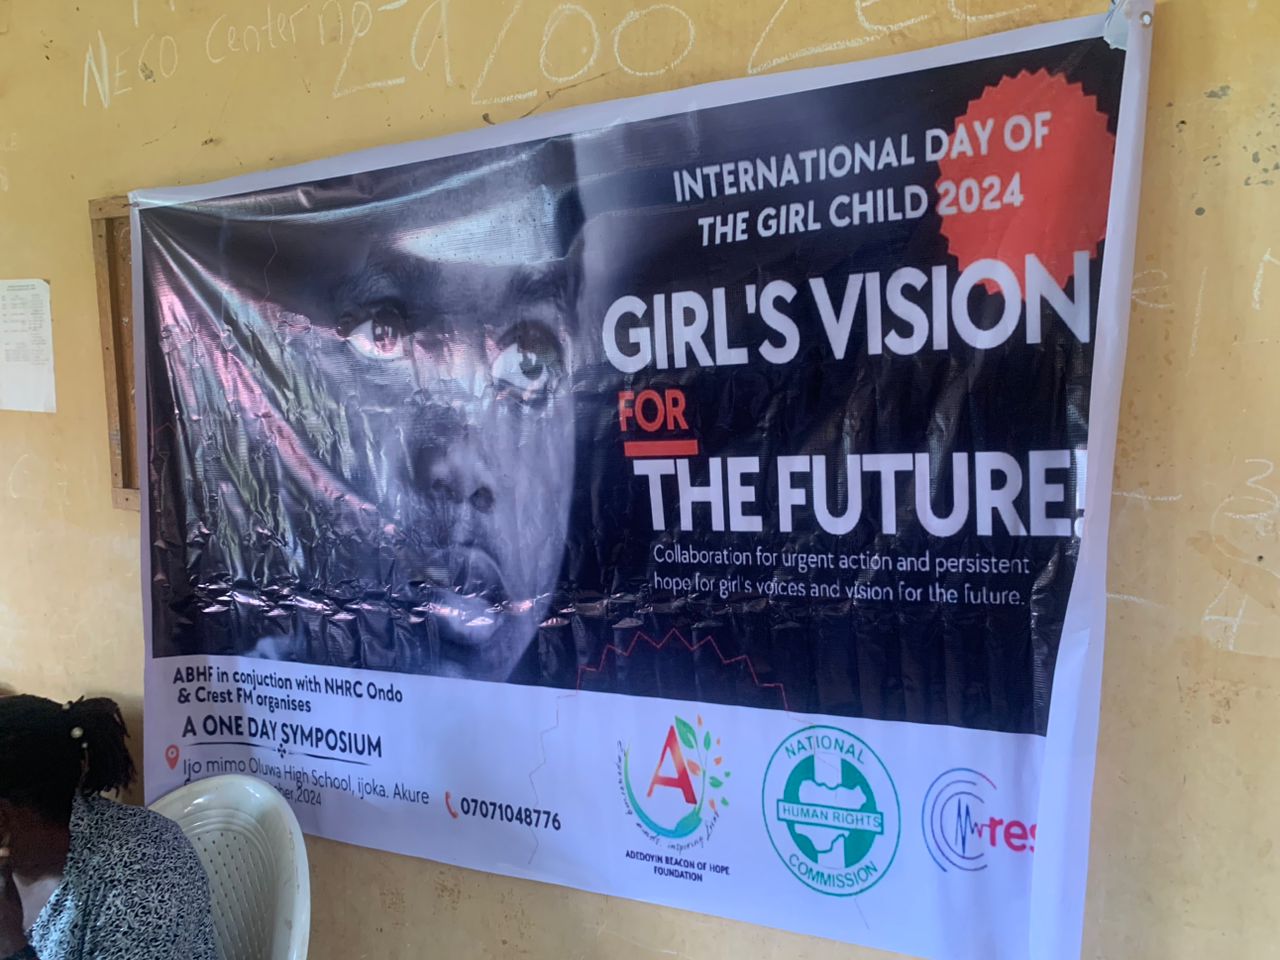 NECO Center no-
INTERNATIONAL DAY OF
THE GIRL CHILD 2024
GIRL'S VISION
FOR
THE FUTURE!
Collaboration for urgent action and persistent
hope for girl's voices and vision for the future.
ABHF in conjuction with NHRC Ondo
& Crest FM organises
A ONE DAY SYMPOSIUM
Ijo mimo Oluwa High School, ijoka. Akure
2024
07071048776
A
ADEDOYIN BEACON OF HOPE
FOUNDATION
NATIONAL
HUMAN RIGHTS
COMMISSION
res